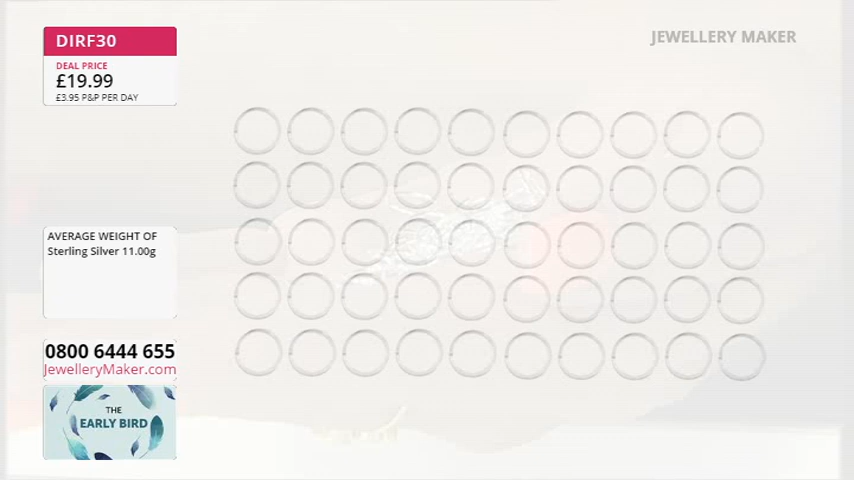 DIRF30
DEAL PRICE
£19.99
£3.95 P&P PER DAY
JEWELLERY MAKER
AVERAGE WEIGHT OF
Sterling Silver 11.00g
0800 6444 655
JewelleryMaker.com
THE
EARLY BIRD